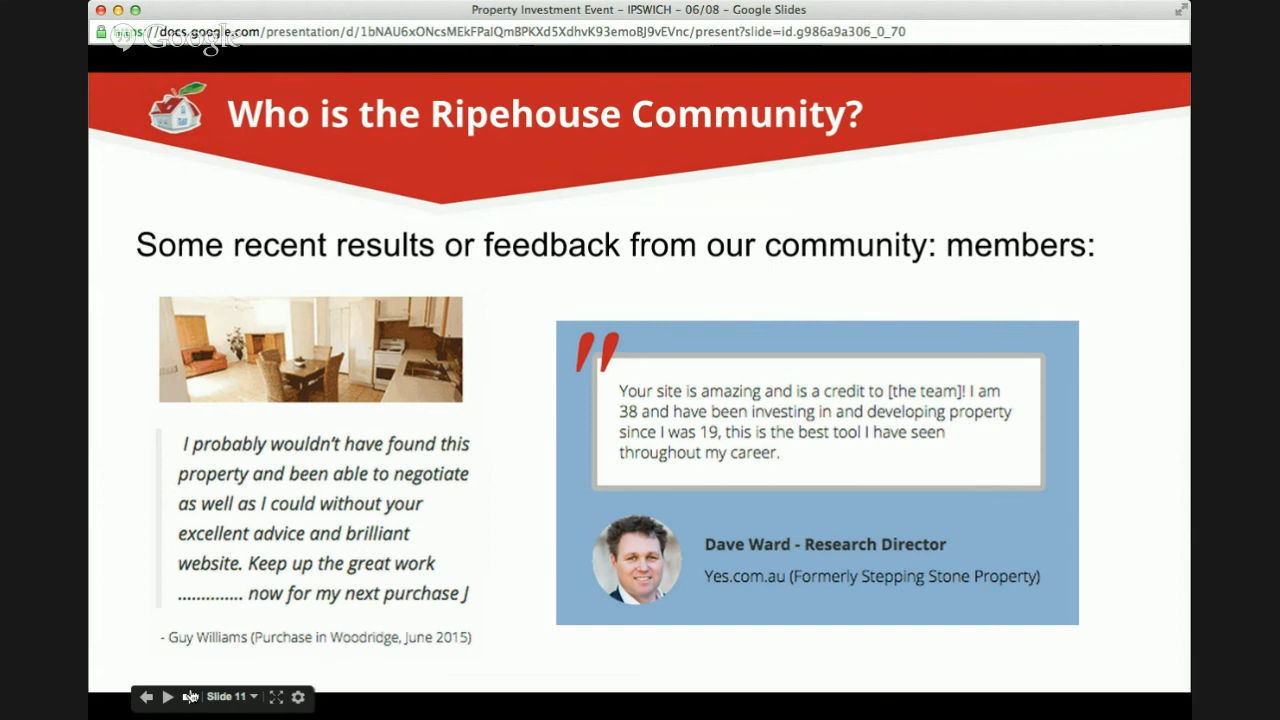 Property Investment Event – IPSWICH – 06/08 – Google Slides
Google
docs.google.com/presentation/d/1bNAU6xONcsMEkFPalQmBPKXd5XdhvK93emoBJ9vEVnc/present?slide=id.g986a9a306_0_70
Who is the Ripehouse Community?
Some recent results or feedback from our community: members:
I probably wouldn't have found this
property and been able to negotiate
as well as I could without your
excellent advice and brilliant
website. Keep up the great work
.............. now for my next purchase J
- Guy Williams (Purchase in Woodridge, June 2015)
"
Your site is amazing and is a credit to [the team]! I am
38 and have been investing in and developing property
since I was 19, this is the best tool I have seen
throughout my career.
Dave Ward - Research Director
Yes.com.au (Formerly Stepping Stone Property)
Slide 11